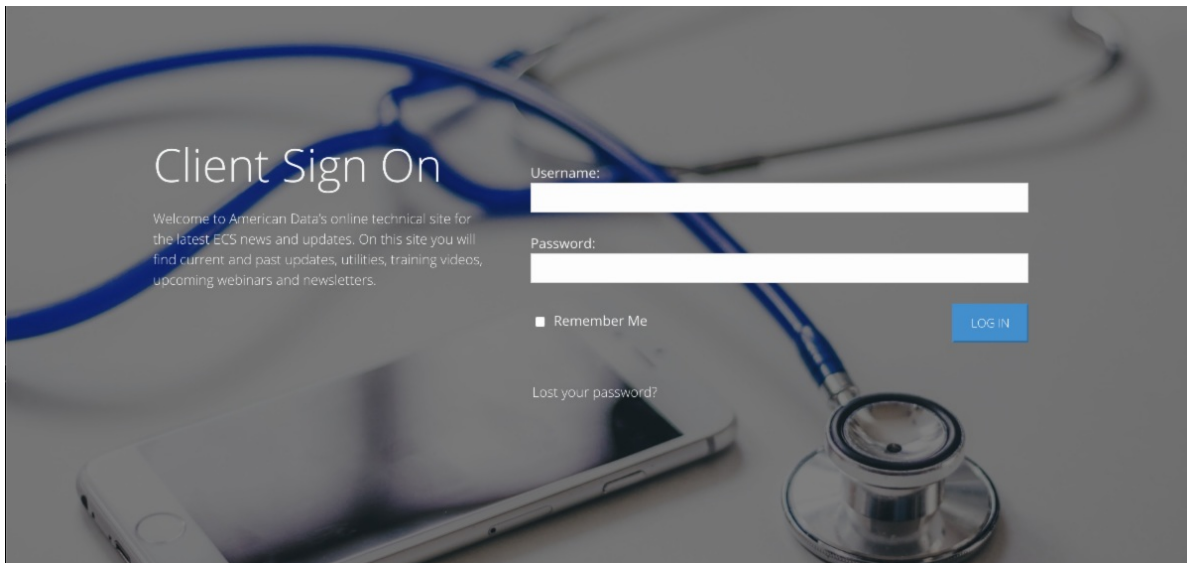 Client Sign On
Welcome to American Data's online technical site for
the latest ECS news and updates. On this site you will
find current and past updates, utilities, training videos,
upcoming webinars and newsletters.
Username:
Password:
Remember Me
LOG IN
Lost your password?